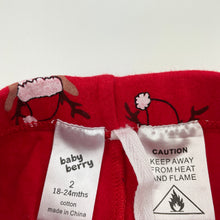 baby
berry
2
18-24mths
cotton
made in china
CAUTION
KEEP AWAY
FROM HEAT
AND FLAME